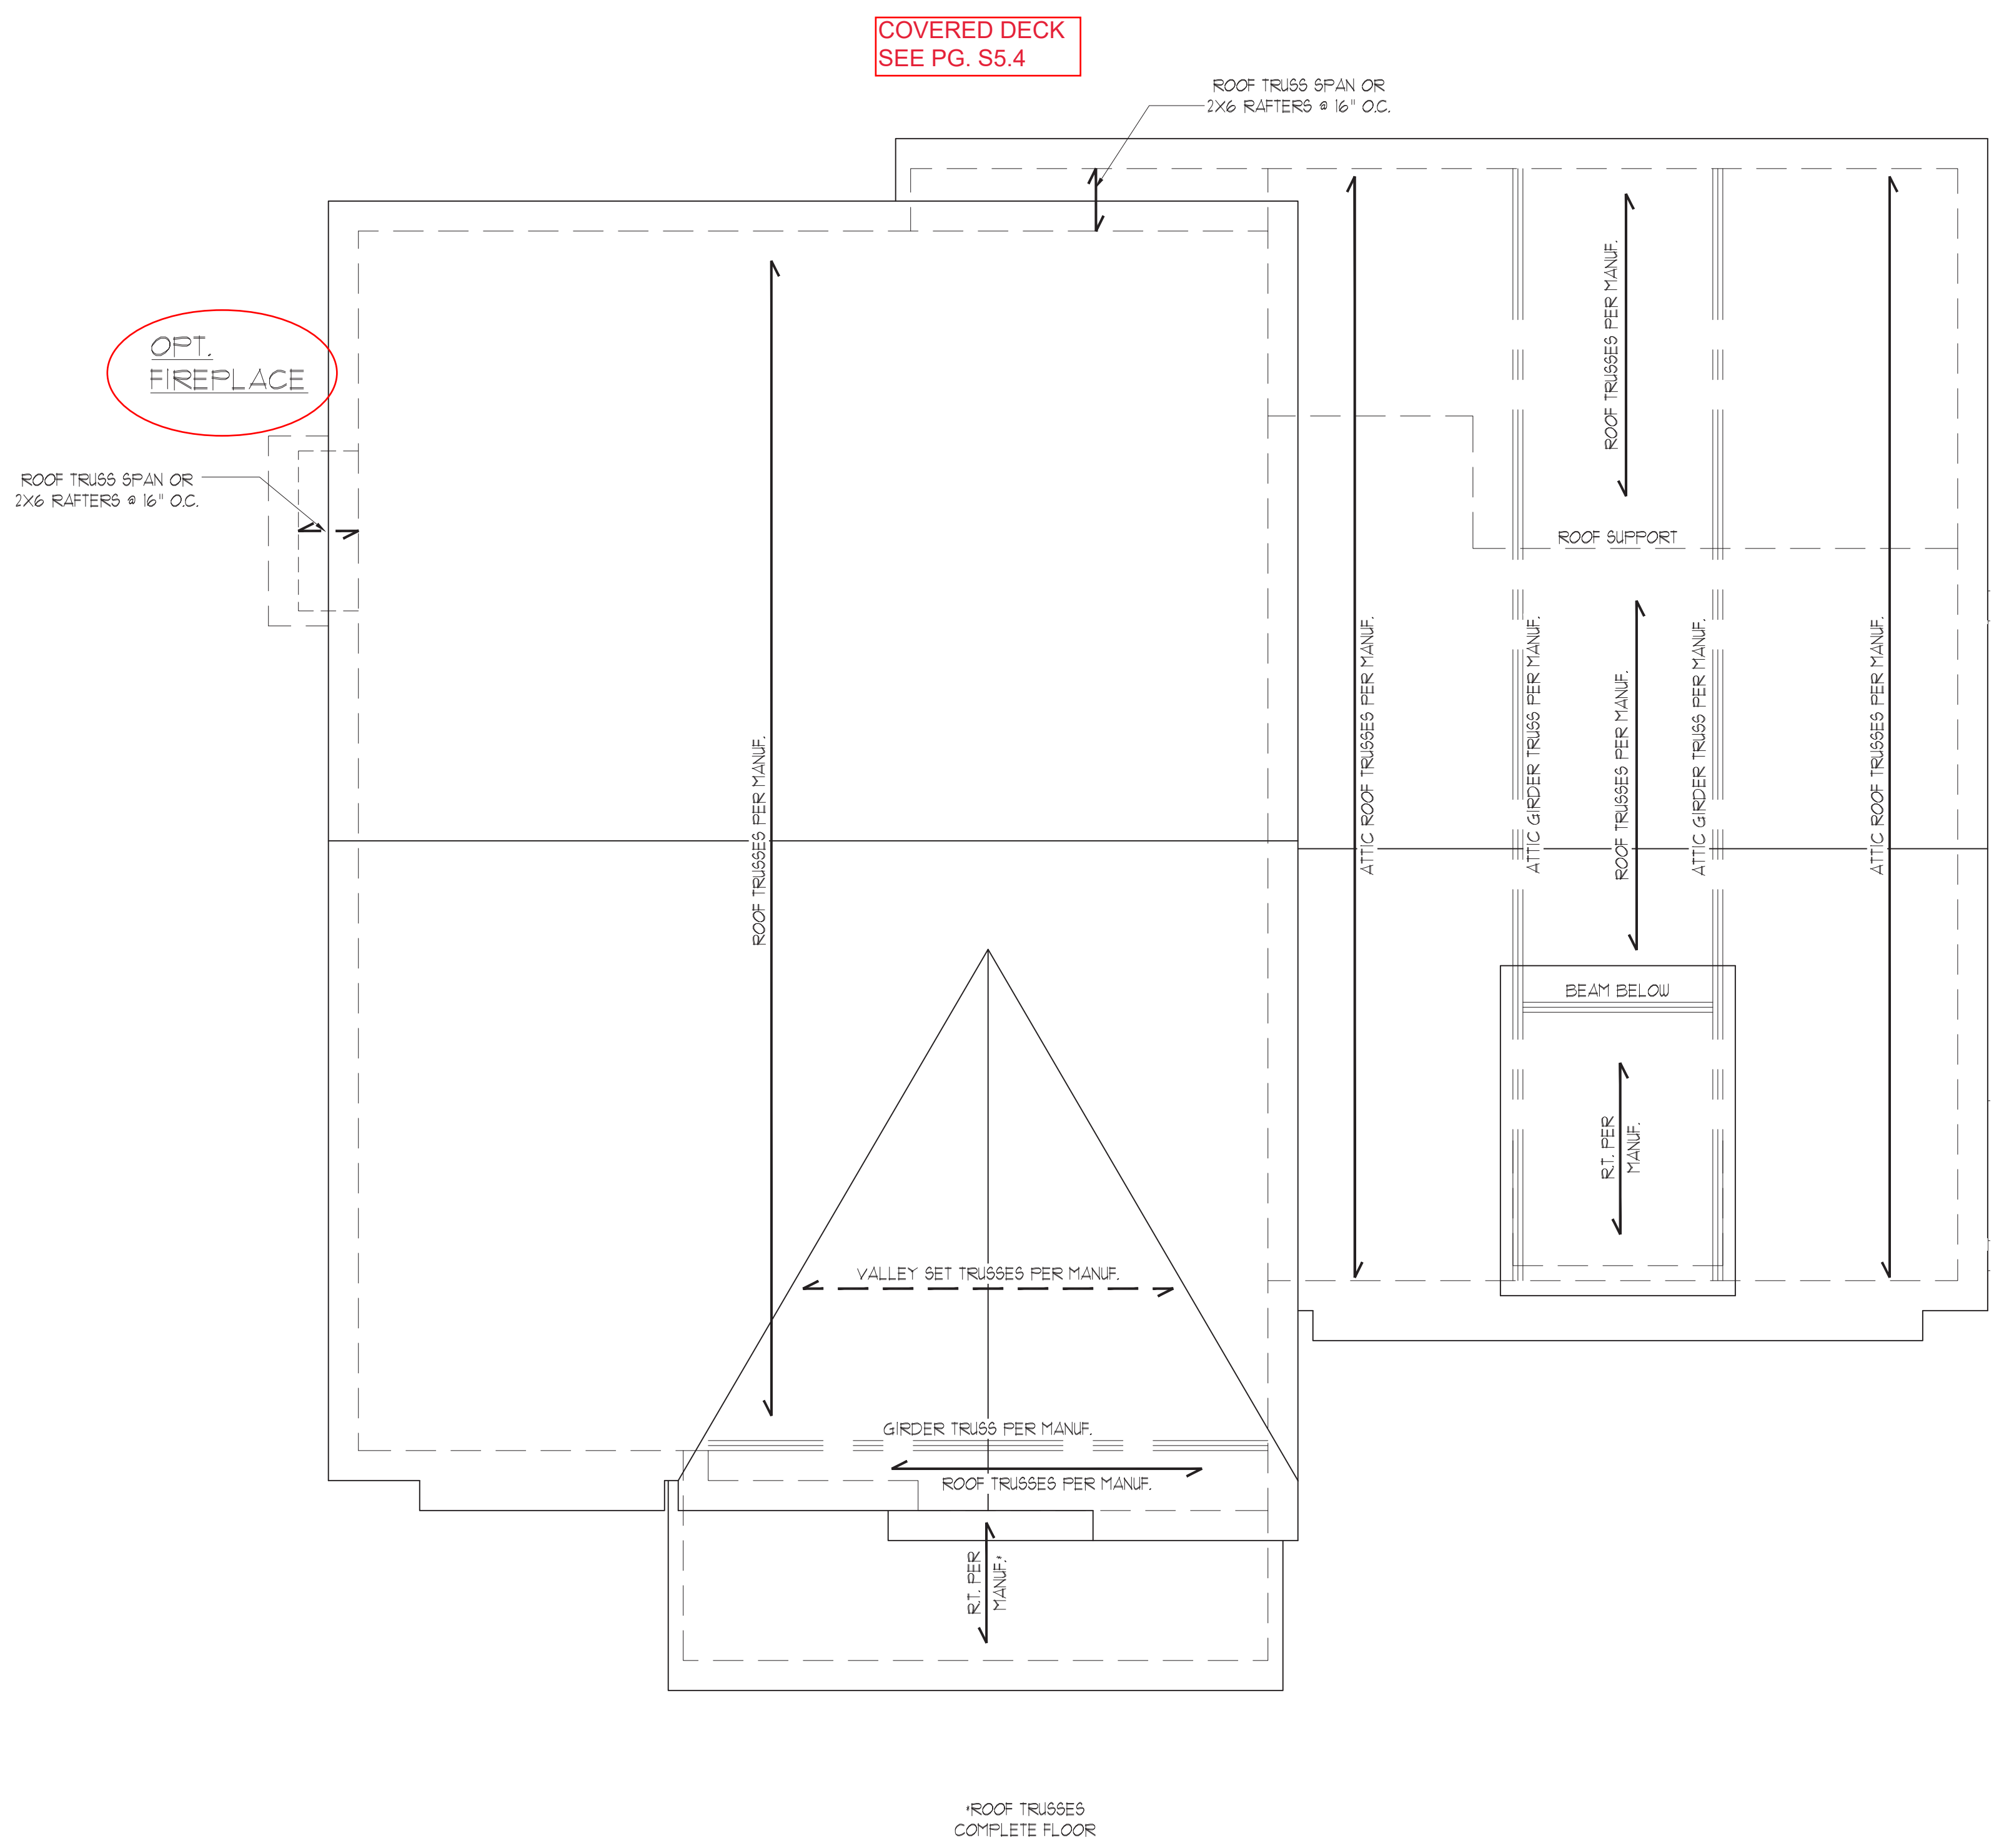 COVERED DECK
SEE PG. S5.4
ROOF TRUSS SPAN OR
2X6 RAFTERS @ 16" O.C.
OPT.
FIREPLACE
ROOF TRUSS SPAN OR
2X6 RAFTERS @ 16" O.C.
ROOF TRUSSES PER MANUF.
ROOF SUPPORT
ROOF TRUSSES PER MANUF.
ATTIC ROOF TRUSSES PER MANUF.
ATTIC GIRDER TRUSS PER MANUF.
ROOF TRUSSES PER MANUF.
ATTIC GIRDER TRUSS PER MANUF.
ATTIC ROOF TRUSSES PER MANUF.
BEAM BELOW
R.T. PER
MANUF.
VALLEY SET TRUSSES PER MANUF.
GIRDER TRUSS PER MANUF.
ROOF TRUSSES PER MANUF.
R.T. PER
MANUF.*
*ROOF TRUSSES
COMPLETE FLOOR